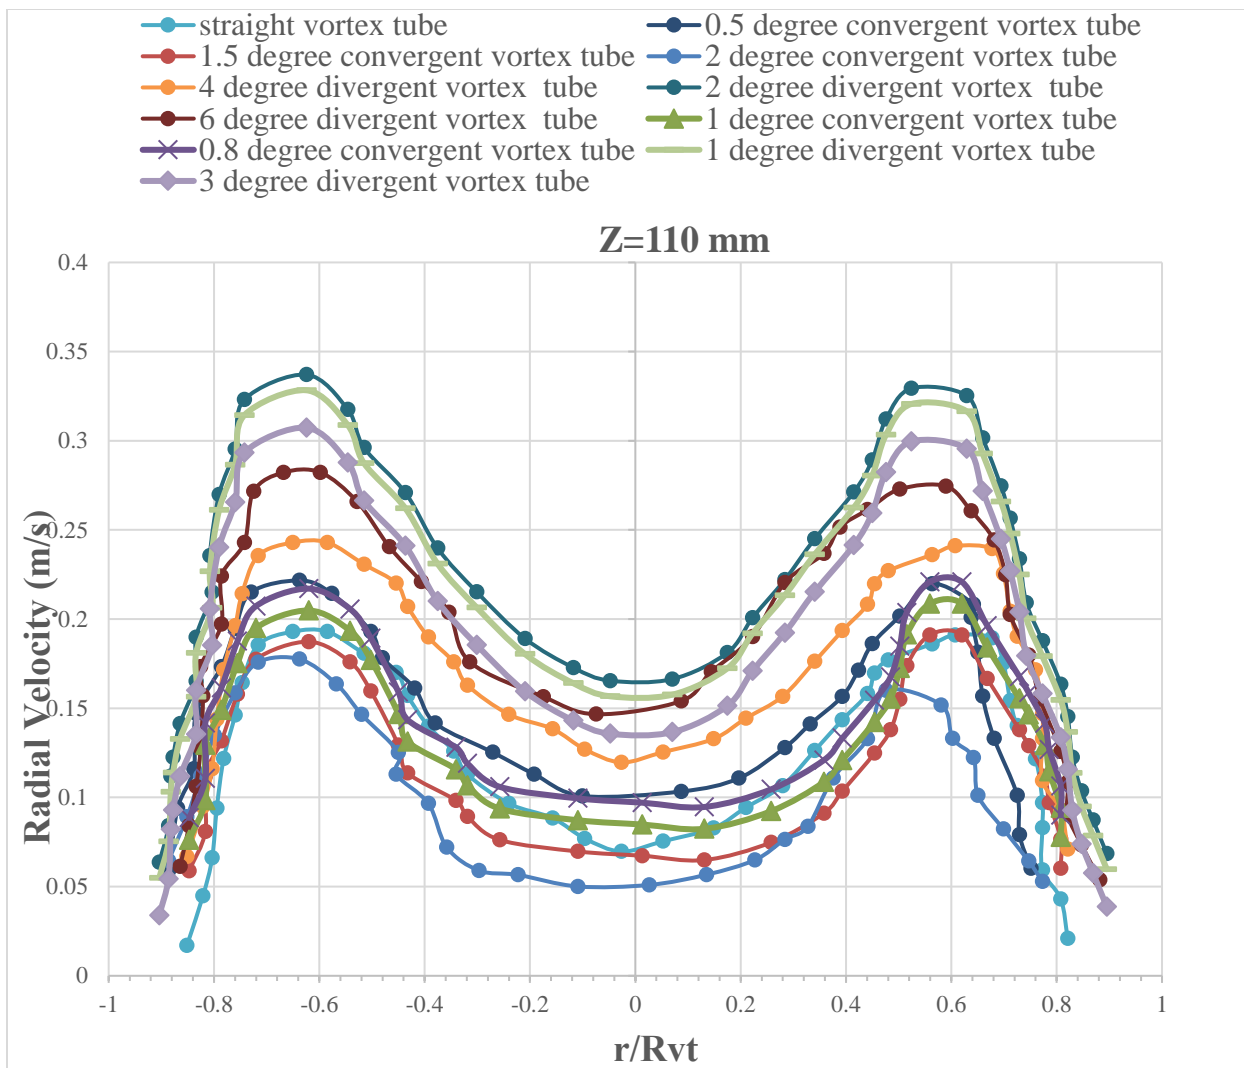 straight vortex tube
0.5 degree convergent vortex tube
1.5 degree convergent vortex tube
2 degree convergent vortex tube
4 degree divergent vortex  tube
2 degree divergent vortex  tube
6 degree divergent vortex  tube
1 degree convergent vortex tube
0.8 degree convergent vortex tube
1 degree divergent vortex tube
3 degree divergent vortex tube
Z=110 mm
Radial Velocity (m/s)
0.4
0.35
0.3
0.25
0.2
0.15
0.1
0.05
0
-1 -0.8 -0.6 -0.4 -0.2 0 0.2 0.4 0.6 0.8 1
r/Rvt